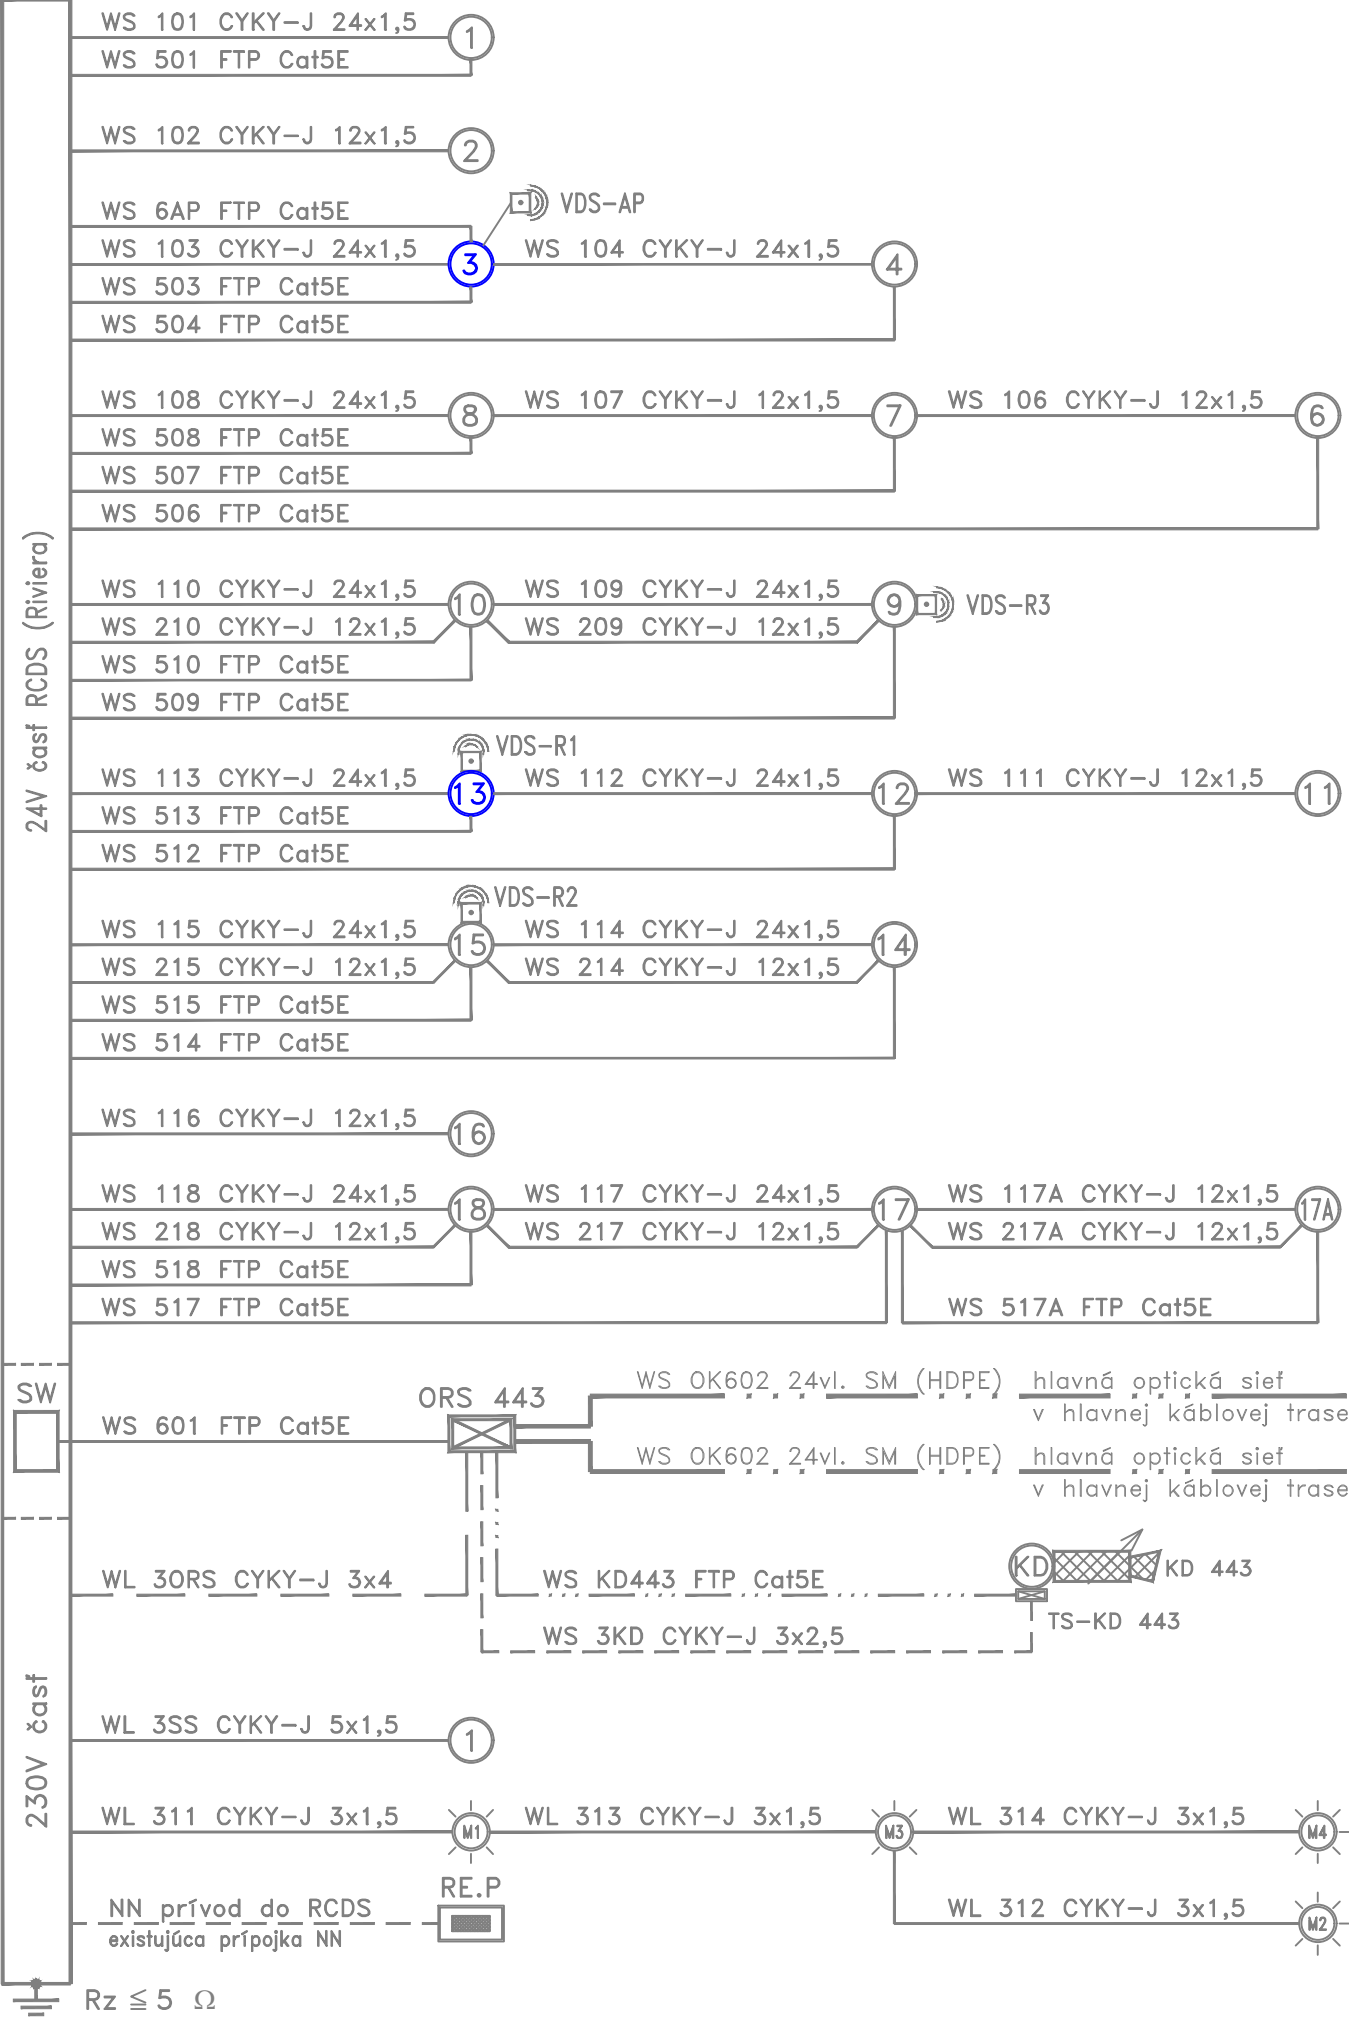 WS 101 CYKY-J 24x1,5
1
WS 501 FTP Cat5E
WS 102 CYKY-J 12x1,5
2
VDS-AP
WS 6AP FTP Cat5E
WS 103 CYKY-J 24x1,5
3
WS 104 CYKY-J 24x1,5
4
WS 503 FTP Cat5E
WS 504 FTP Cat5E
WS 108 CYKY-J 24x1,5
8
WS 107 CYKY-J 12x1,5
7
WS 106 CYKY-J 12x1,5
6
WS 508 FTP Cat5E
WS 507 FTP Cat5E
WS 506 FTP Cat5E
24V časť RCDS (Riviera)
WS 110 CYKY-J 24x1,5
10
WS 109 CYKY-J 24x1,5
9
VDS-R3
WS 210 CYKY-J 12x1,5
WS 209 CYKY-J 12x1,5
WS 510 FTP Cat5E
WS 509 FTP Cat5E
VDS-R1
WS 113 CYKY-J 24x1,5
13
WS 112 CYKY-J 24x1,5
12
WS 111 CYKY-J 12x1,5
11
WS 513 FTP Cat5E
WS 512 FTP Cat5E
VDS-R2
WS 115 CYKY-J 24x1,5
15
WS 114 CYKY-J 24x1,5
14
WS 215 CYKY-J 12x1,5
WS 214 CYKY-J 12x1,5
WS 515 FTP Cat5E
WS 514 FTP Cat5E
WS 116 CYKY-J 12x1,5
16
WS 118 CYKY-J 24x1,5
18
WS 117 CYKY-J 24x1,5
17
WS 117A CYKY-J 12x1,5
17A
WS 218 CYKY-J 12x1,5
WS 217 CYKY-J 12x1,5
WS 217A CYKY-J 12x1,5
WS 518 FTP Cat5E
WS 517 FTP Cat5E
WS 517A FTP Cat5E
SW
ORS 443
WS OK602 24vl. SM (HDPE) hlavná optická sieť
v hlavnej káblovej trase
WS 601 FTP Cat5E
WS OK602 24vl. SM (HDPE) hlavná optická sieť
v hlavnej káblovej trase
KD
KD 443
WL 3ORS CYKY-J 3x4
WS KD443 FTP Cat5E
TS-KD 443
WS 3KD CYKY-J 3x2,5
230V časť
WL 3SS CYKY-J 5x1,5
1
WL 311 CYKY-J 3x1,5
M1
WL 313 CYKY-J 3x1,5
M3
WL 314 CYKY-J 3x1,5
M4
RE.P
NN prívod do RCDS
existujúca prípojka NN
WL 312 CYKY-J 3x1,5
M2
Rz ≦ 5 Ω